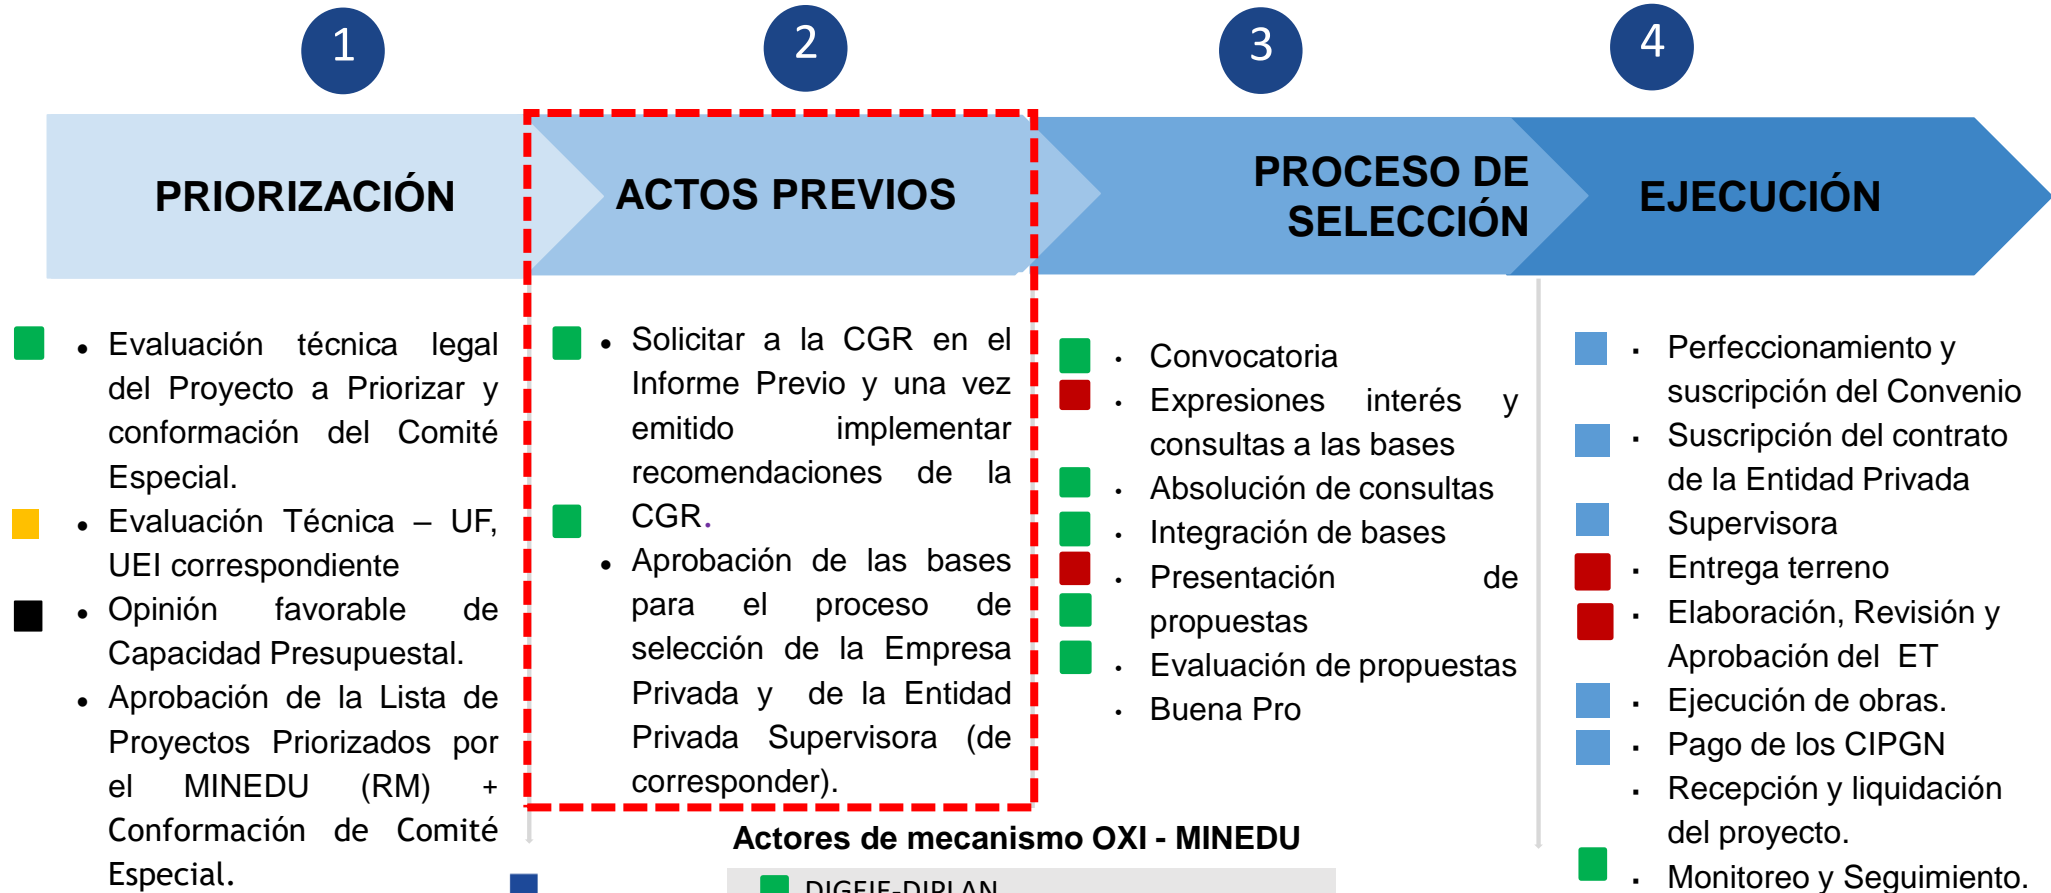 1
2
3
4
PRIORIZACIÓN
ACTOS PREVIOS
PROCESO DE
SELECCIÓN
EJECUCIÓN
• Evaluación técnica legal
del Proyecto a Priorizar y
conformación del Comité
Especial.
• Evaluación Técnica – UF,
UEI correspondiente
• Opinión favorable de
Capacidad Presupuestal.
• Aprobación de la Lista de
Proyectos Priorizados por
el MINEDU (RM) +
Conformación de Comité
Especial.
• Solicitar a la CGR en el
Informe Previo y una vez
emitido implementar
recomendaciones de la
CGR.
• Aprobación de las bases
para el proceso de
selección de la Empresa
Privada y de la Entidad
Privada Supervisora (de
corresponder).
• Convocatoria
• Expresiones interés y
consultas a las bases
• Absolución de consultas
• Integración de bases
• Presentación de
propuestas
• Evaluación de propuestas
• Buena Pro
▪ Perfeccionamiento y
suscripción del Convenio
▪ Suscripción del contrato
de la Entidad Privada
Supervisora
▪ Entrega terreno
▪ Elaboración, Revisión y
Aprobación del ET
▪ Ejecución de obras.
▪ Pago de los CIPGN
▪ Recepción y liquidación
del proyecto.
▪ Monitoreo y Seguimiento.
Actores de mecanismo OXI - MINEDU
DIGEIE-DIPLAN